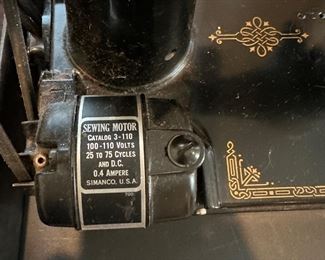 SEWING MOTOR
CATALOG 3-110
100-110 VOLTS
25 TO 75 CYCLES
AND D.C.
0.4 AMPERE
SIMANCO, U.S.A.